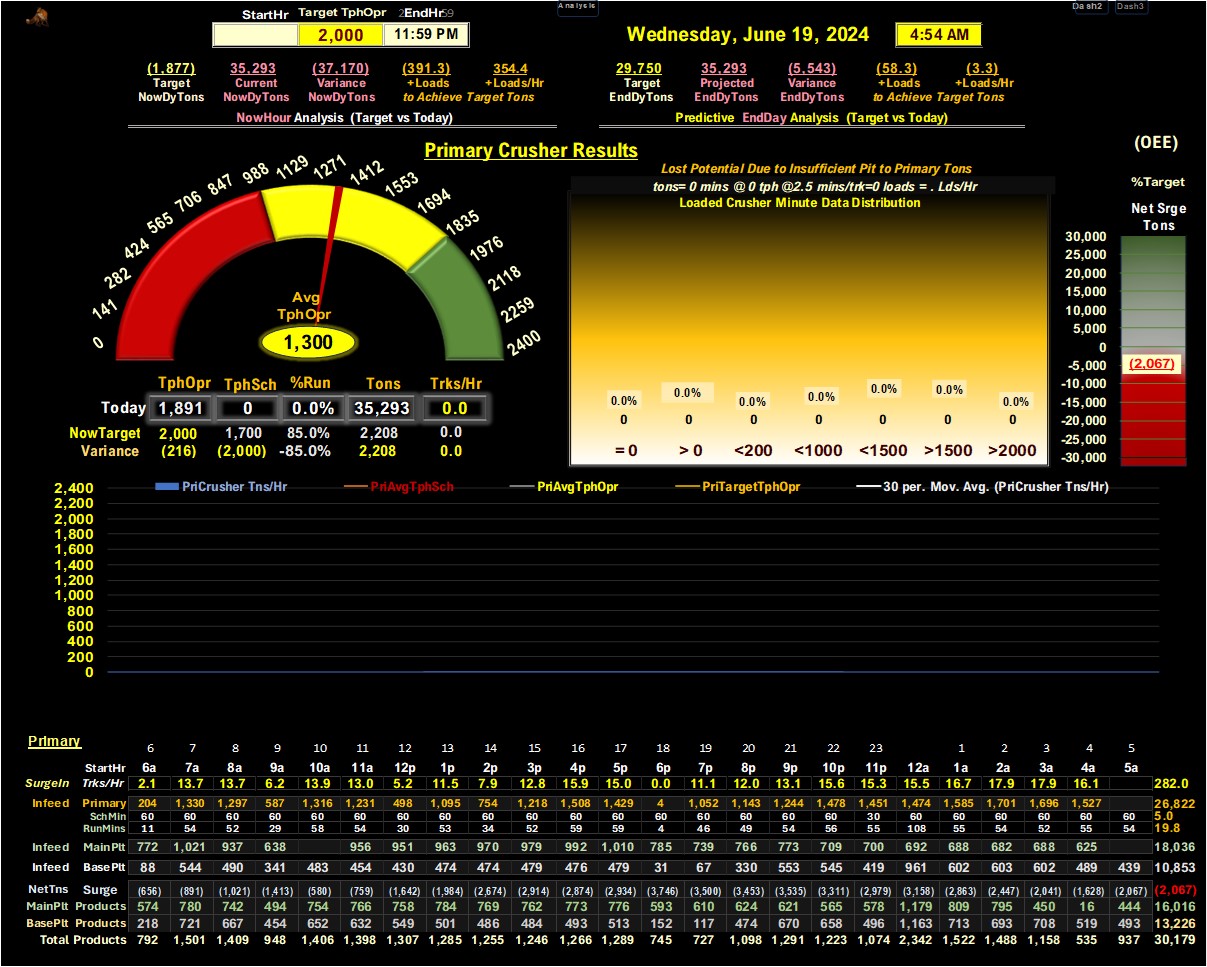 Analysis
Dash2 Dash3
StartHr Target TphOpr EndHr
2,000 11:59 PM
Wednesday, June 19, 2024 4:54 AM
(1,877) 35,293 (37,170) (391.3) 354.4
Target Current Variance +Loads +Loads/Hr
NowDyTons NowDyTons NowDyTons to Achieve Target Tons
NowHour Analysis (Target vs Today)
29,750 35,293 (5,543) (58.3) (3.3)
Target Projected Variance +Loads +Loads/Hr
EndDyTons EndDyTons EndDyTons to Achieve Target Tons
Predictive EndDay Analysis (Target vs Today)
Primary Crusher Results
0 141 282 424 565 706 847 988 1129 1271 1412 1553 1694 1835 1976 2118 2259 2400
Avg
TphOpr
1,300
TphOpr TphSch %Run Tons Trks/Hr
Today 1,891 0 0.0% 35,293 0.0
NowTarget 2,000 1,700 85.0% 2,208 0.0
Variance (216) (2,000) -85.0% 2,208 0.0
Lost Potential Due to Insufficient Pit to Primary Tons
tons= 0 mins @ 0 tph @2.5 mins/trk=0 loads = . Lds/Hr
Loaded Crusher Minute Data Distribution
0.0% 0.0% 0.0% 0.0% 0.0% 0.0% 0.0%
0 0 0 0 0 0 0
= 0 > 0 <200 <1000 <1500 >1500 >2000
(OEE)
%Target
Net Srge
Tons
30,000
25,000
20,000
15,000
10,000
5,000
0
-5,000
(2,067)
-10,000
-15,000
-20,000
-25,000
-30,000
PriCrusher Tns/Hr PriAvgTphSch PriAvgTphOpr PriTargetTphOpr 30 per. Mov. Avg. (PriCrusher Tns/Hr)
2,400
2,200
2,000
1,800
1,600
1,400
1,200
1,000
800
600
400
200
0
Primary 6 7 8 9 10 11 12 13 14 15 16 17 18 19 20 21 22 23 1 2 3 4 5
StartHr 6a 7a 8a 9a 10a 11a 12p 1p 2p 3p 4p 5p 6p 7p 8p 9p 10p 11p 12a 1a 2a 3a 4a 5a
SurgeIn Trks/Hr 2.1 13.7 13.7 6.2 13.9 13.0 5.2 11.5 7.9 12.8 15.9 15.0 0.0 11.1 12.0 13.1 15.6 15.3 15.5 16.7 17.9 17.9 16.1 282.0
Infeed Primary 204 1,330 1,297 587 1,316 1,231 498 1,095 754 1,218 1,508 1,429 4 1,052 1,143 1,244 1,478 1,451 1,474 1,585 1,701 1,696 1,527 26,822
SchMin 60 60 60 60 60 60 60 60 60 60 60 60 60 60 60 60 60 30 60 60 60 60 60 60 5.0
RunMins 11 54 52 29 58 54 30 53 34 52 59 59 4 46 49 54 56 55 108 55 54 52 55 54 19.8
Infeed MainPlt 772 1,021 937 638 956 951 963 970 979 992 1,010 785 739 766 773 709 700 692 688 682 688 625 18,036
Infeed BasePlt 88 544 490 341 483 454 430 474 474 479 476 479 31 67 330 553 545 419 961 602 603 602 489 439 10,853
NetTns Surge (656) (891) (1,021) (1,413) (580) (759) (1,642) (1,984) (2,674) (2,914) (2,874) (2,934) (3,746) (3,500) (3,453) (3,535) (3,311) (2,979) (3,158) (2,863) (2,447) (2,041) (1,628) (2,067) (2,067)
MainPlt Products 574 780 742 494 754 766 758 784 769 762 773 776 593 610 624 621 565 578 1,179 809 795 450 16 444 16,016
BasePlt Products 218 721 667 454 652 632 549 501 486 484 493 513 152 117 474 670 658 496 1,163 713 693 708 519 493 13,226
Total Products 792 1,501 1,409 948 1,406 1,398 1,307 1,285 1,255 1,246 1,266 1,289 745 727 1,098 1,291 1,223 1,074 2,342 1,522 1,488 1,158 535 937 30,179